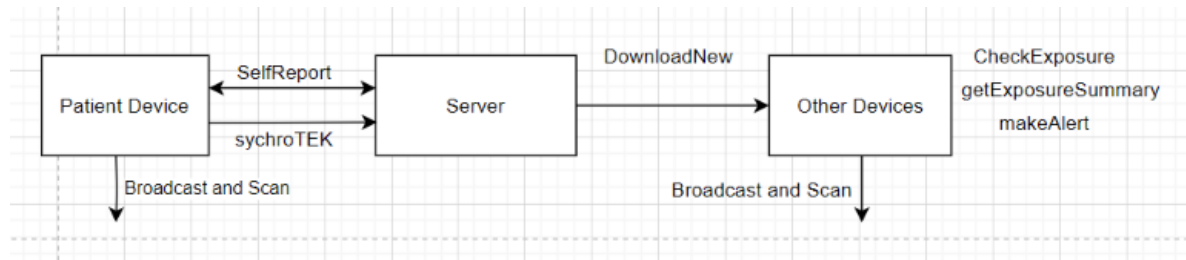 DownloadNew
CheckExposure
SelfReport
Patient Device
Server
Other Devices
getExposureSummary
makeAlert
sychroTEK
Broadcast and Scan
Broadcast and Scan